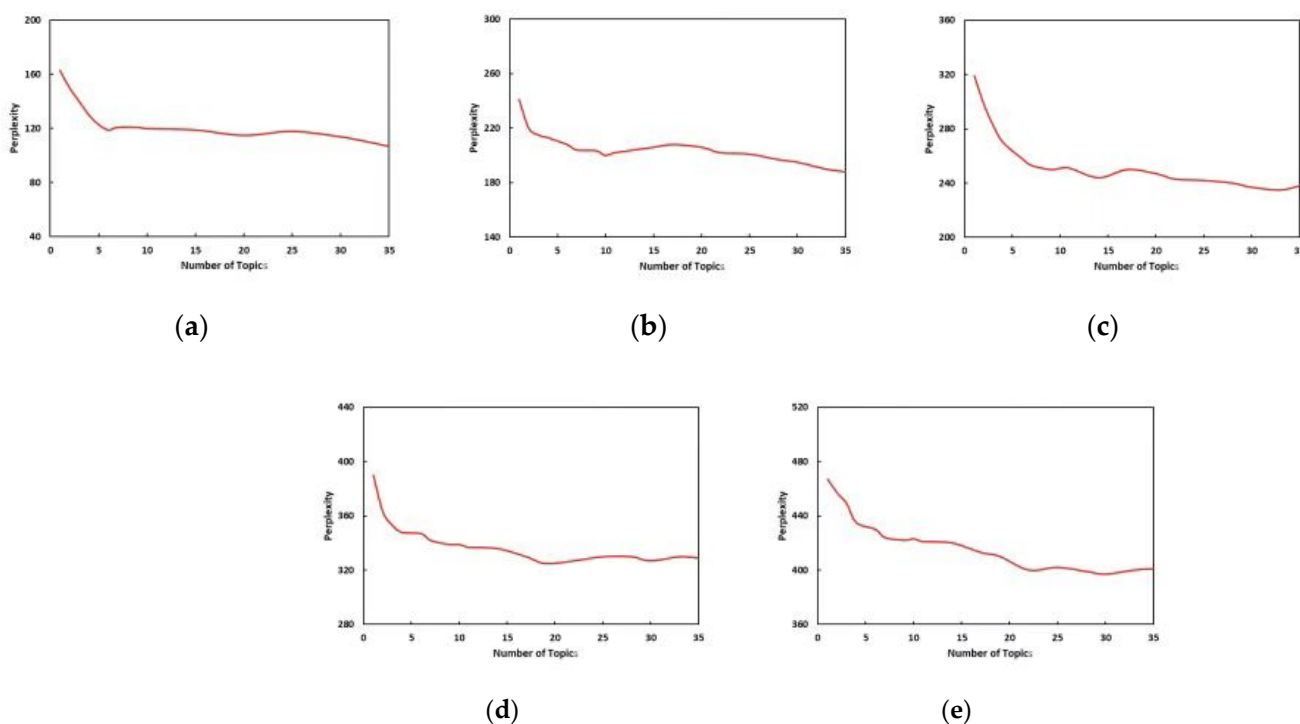 200
160
120
80
40
Perplexity
0 5 10 15 20 25 30 35
Number of Topics
(a)
300
260
220
180
140
Perplexity
0 5 10 15 20 25 30 35
Number of Topics
(b)
360
320
280
240
200
Perplexity
0 5 10 15 20 25 30
Number of Topics
(c)
440
400
360
320
280
Perplexity
0 5 10 15 20 25 30 35
Number of Topics
(d)
520
480
440
400
360
Perplexity
0 5 10 15 20 25 30 35
Number of Topics
(e)